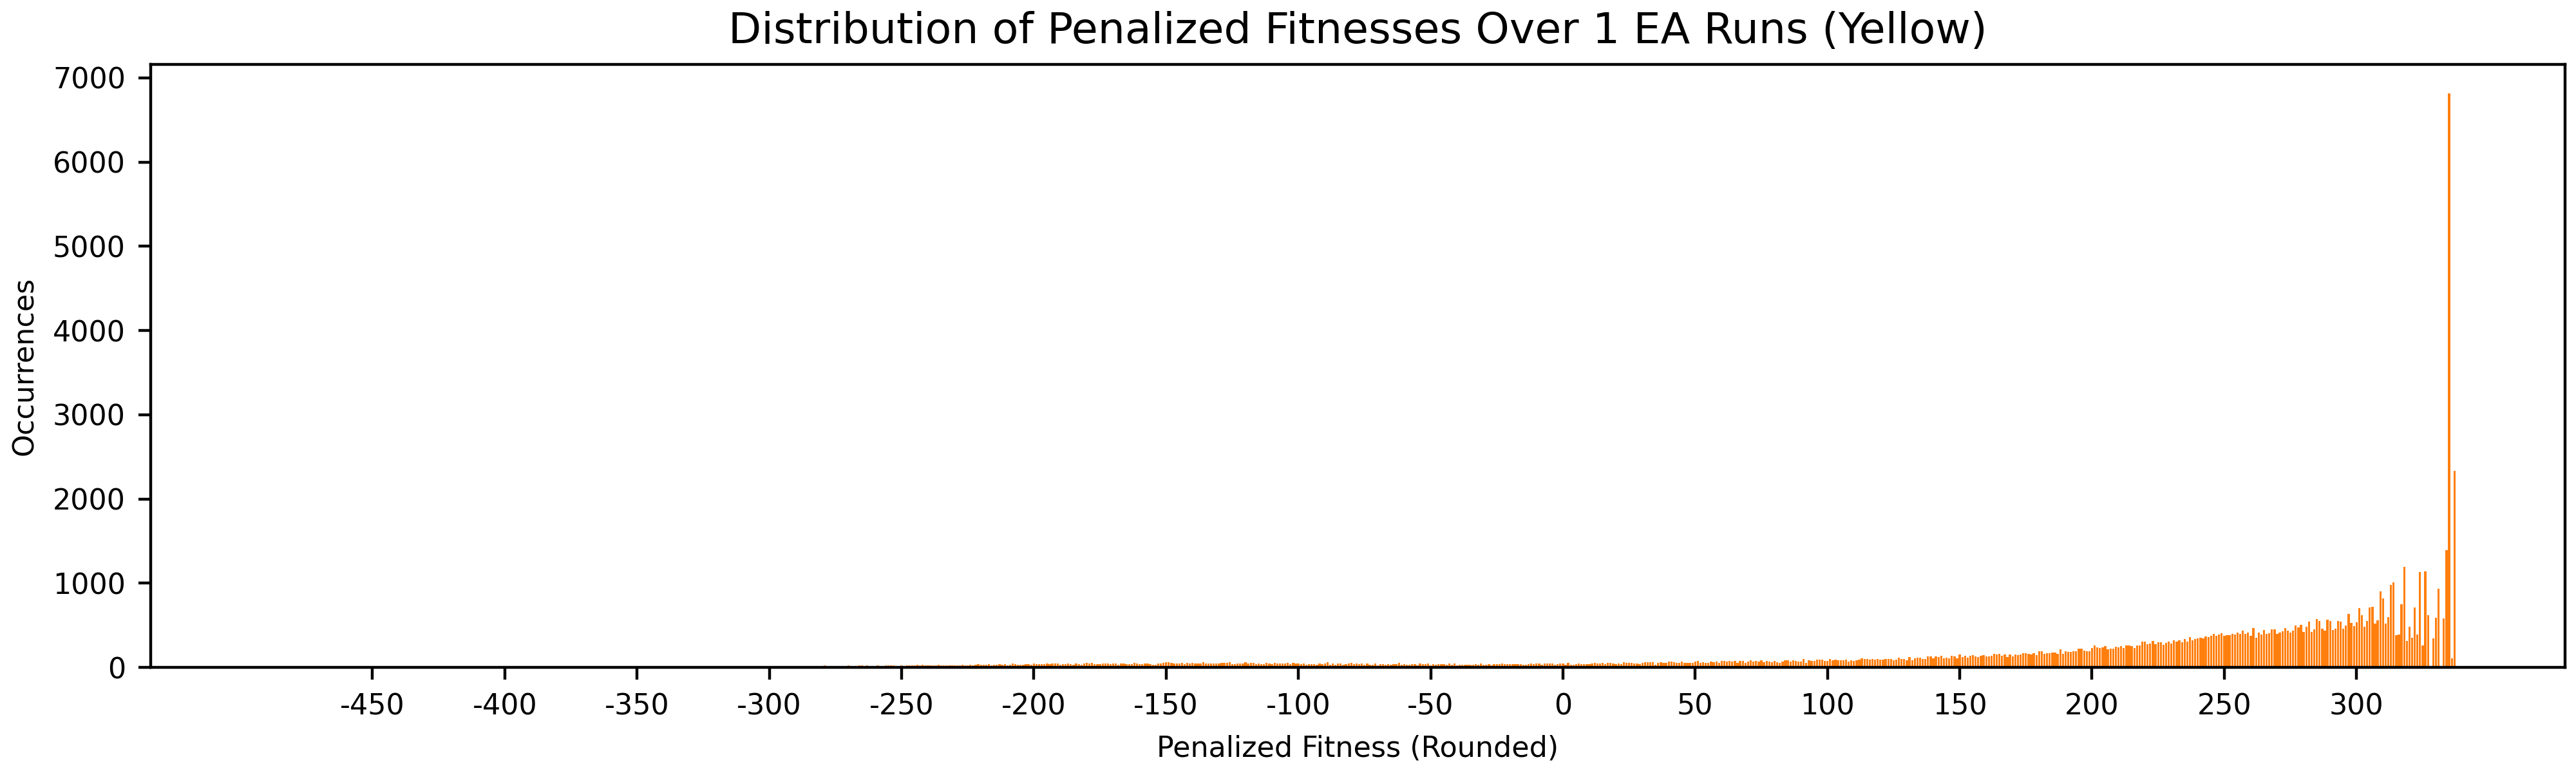 Distribution of Penalized Fitnesses Over 1 EA Runs (Yellow)
7000
6000
5000
4000
3000
2000
1000
0
Occurrences
-450 -400 -350 -300 -250 -200 -150 -100 -50 0 50 100 150 200 250 300
Penalized Fitness (Rounded)